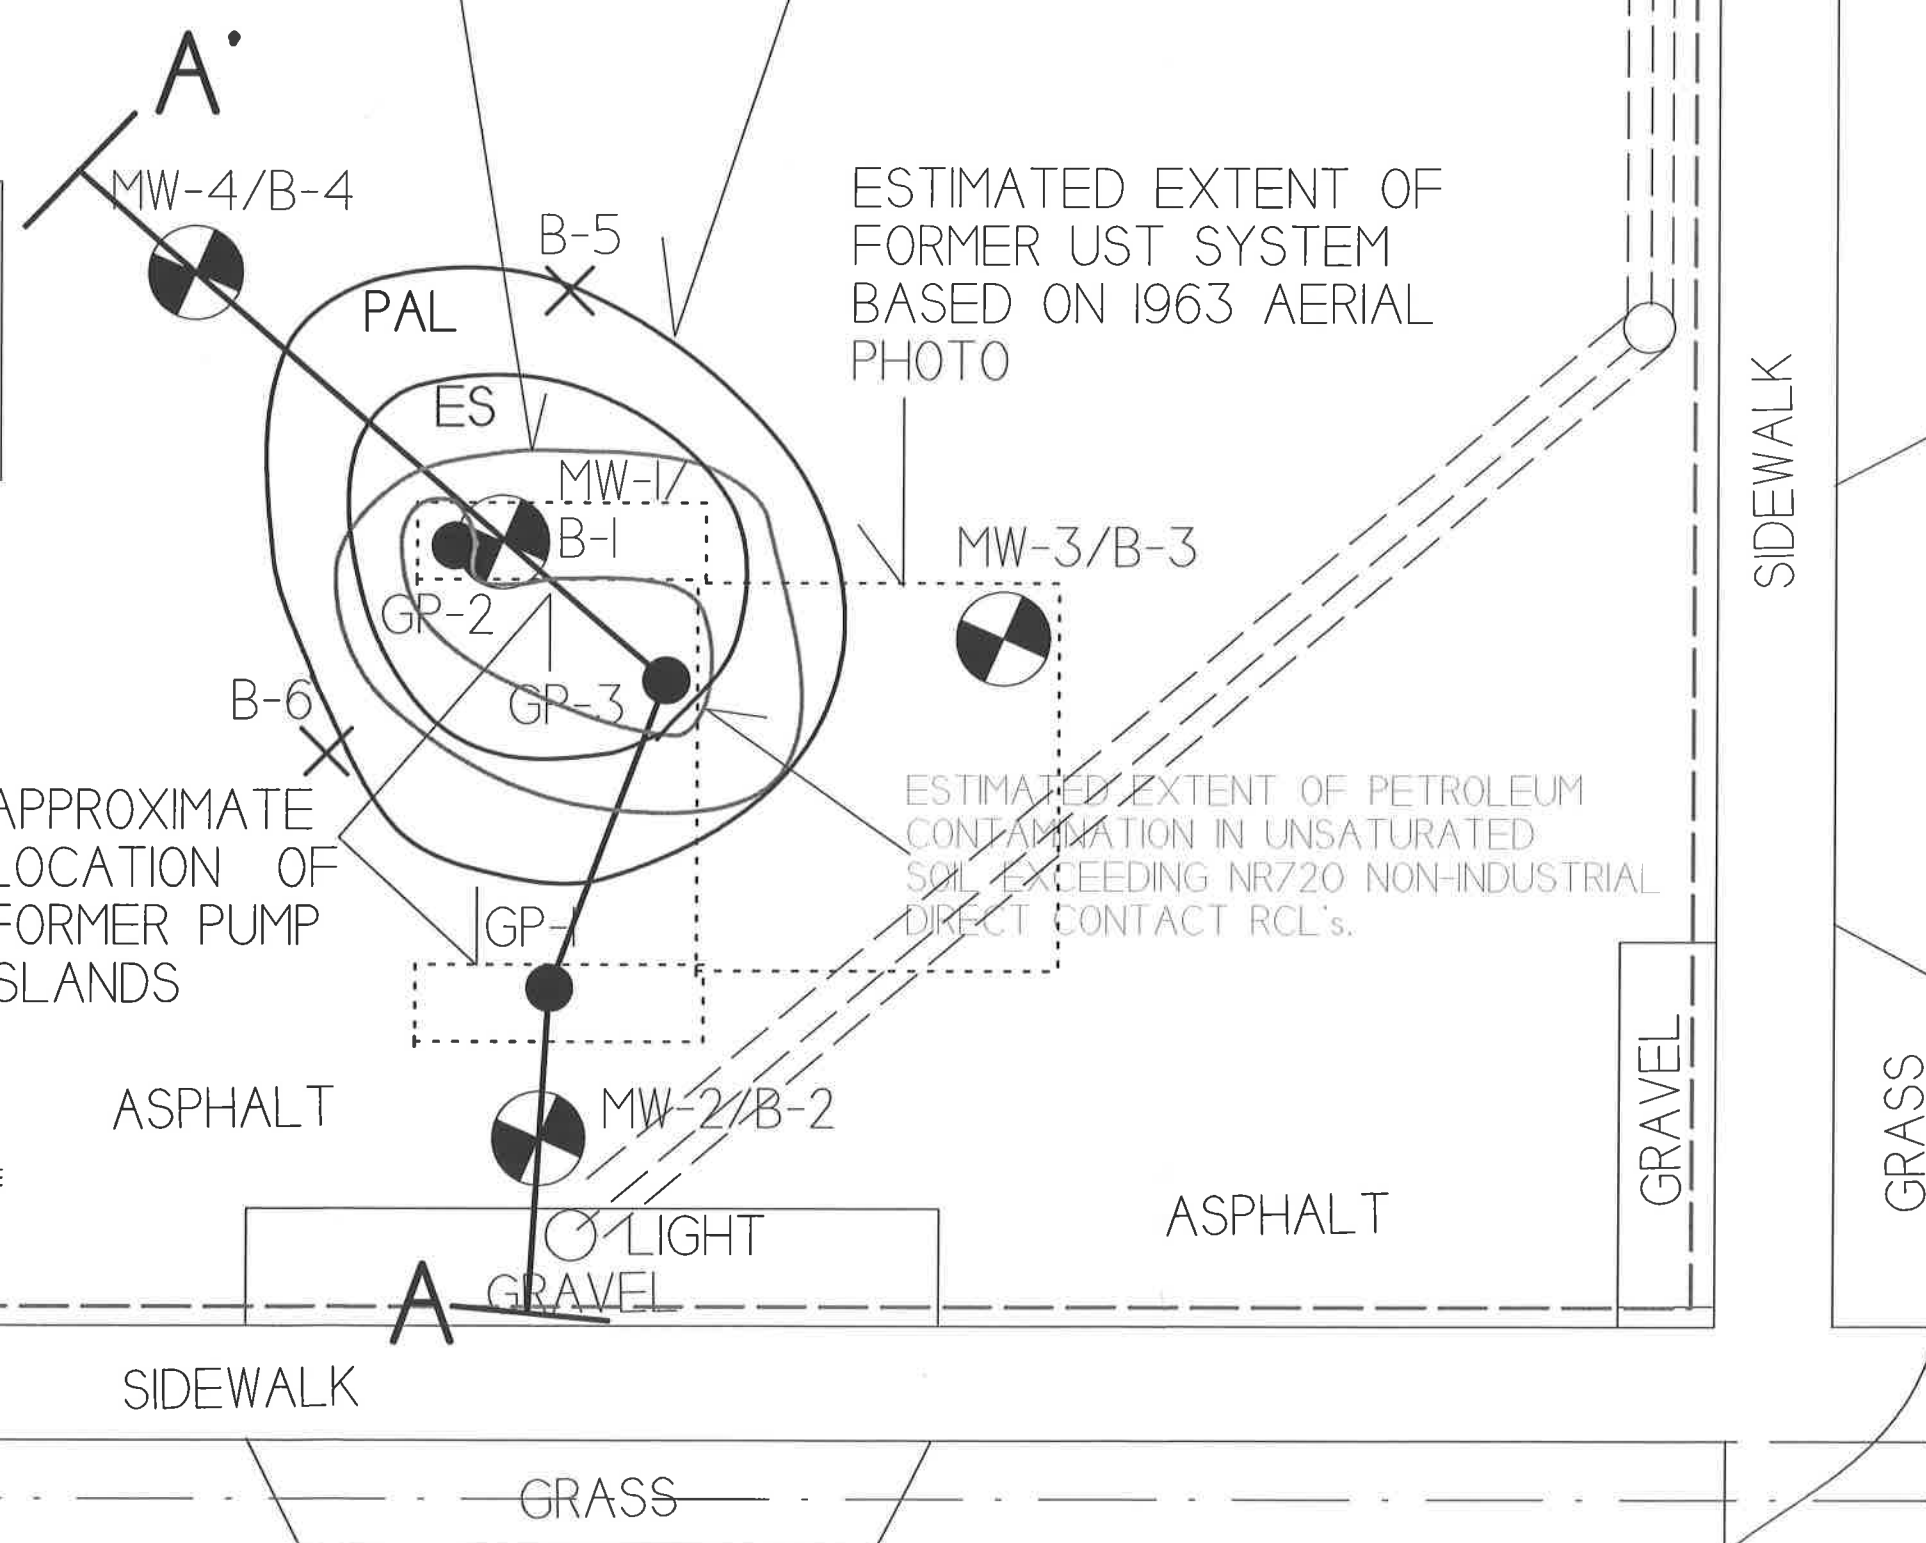 A'
MW-4/B-4
B-5
PAL
ES
ESTIMATED EXTENT OF
FORMER UST SYSTEM
BASED ON 1963 AERIAL
PHOTO
MW-1/
B-1
GP-2
GP-3
MW-3/B-3
B-6
SIDEWALK
APPROXIMATE
LOCATION OF
FORMER PUMP
ISLANDS
ESTIMATED EXTENT OF PETROLEUM
CONTAMINATION IN UNSATURATED
SOIL EXCEEDING NR720 NON-INDUSTRIAL
DIRECT CONTACT RCL's.
GP-1
ASPHALT
MW-2/B-2
GRAVEL
GRASS
ASPHALT
LIGHT
GRAVEL
A
SIDEWALK
GRASS